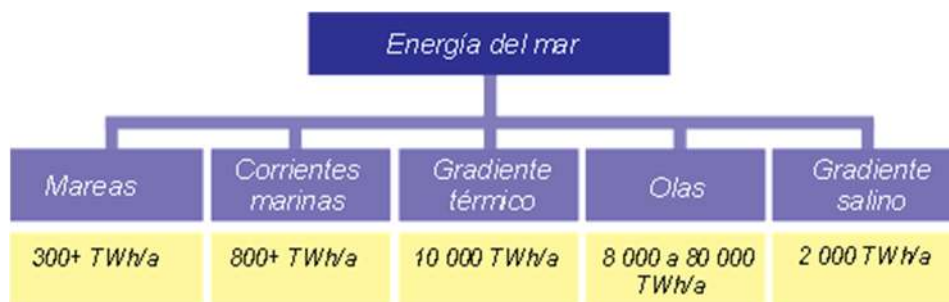 Energía del mar
Mareas
Corrientes
marinas
Gradiente
térmico
Olas
Gradiente
salino
300+ TWh/a
800+ TWh/a
10 000 TWh/a
8 000 a 80 000
TWh/a
2 000 TWh/a